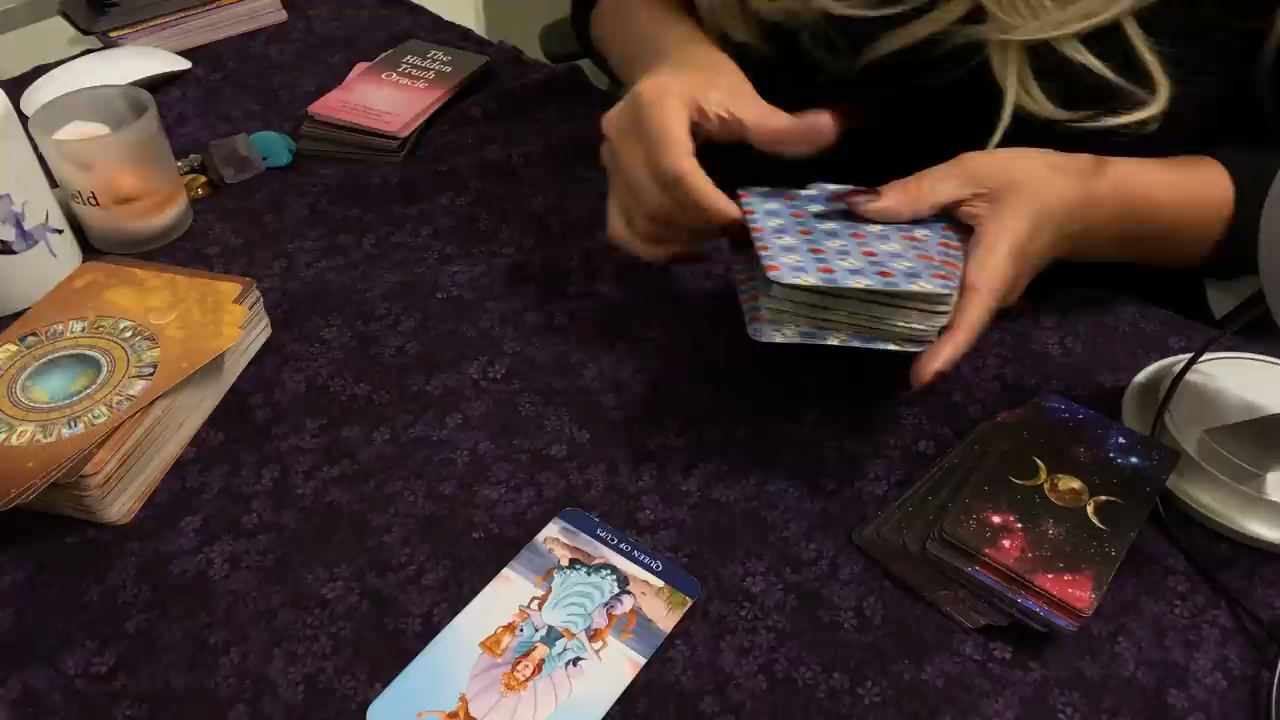 The
Hidden
Truth
Oracle
eld
QUEEN OF CUPS